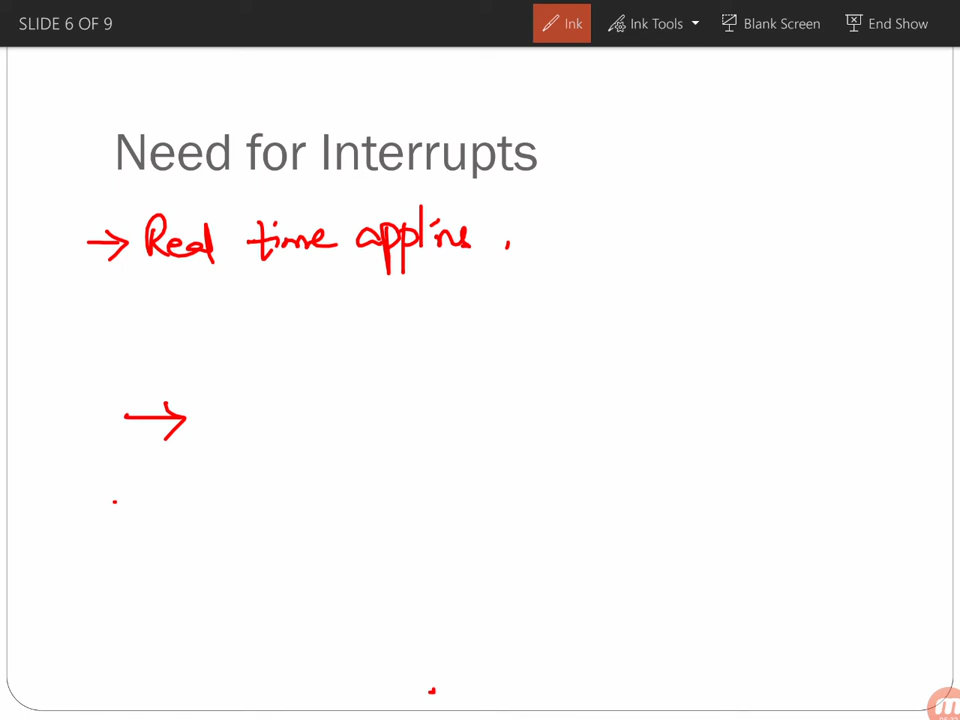 SLIDE 6 OF 9 Ink Ink Tools Blank Screen End Show
Need for Interrupts
→ Real time appl'ns .
→